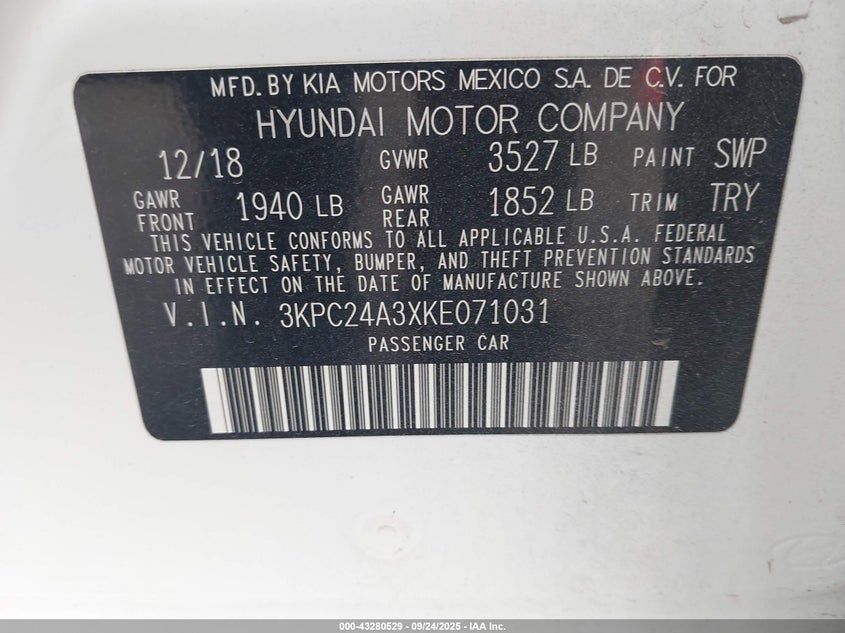 MFD. BY KIA MOTORS MEXICO S.A. DE C.V. FOR
HYUNDAI MOTOR COMPANY
12/18 GVWR 3527 LB PAINT SWP
GAWR FRONT 1940 LB GAWR REAR 1852 LB TRIM TRY
THIS VEHICLE CONFORMS TO ALL APPLICABLE U.S.A. FEDERAL
MOTOR VEHICLE SAFETY, BUMPER, AND THEFT PREVENTION STANDARDS
IN EFFECT ON THE DATE OF MANUFACTURE SHOWN ABOVE.
V.I.N. 3KPC24A3XKE071031
PASSENGER CAR
000-43280529 - 09/24/2025 - IAA Inc.